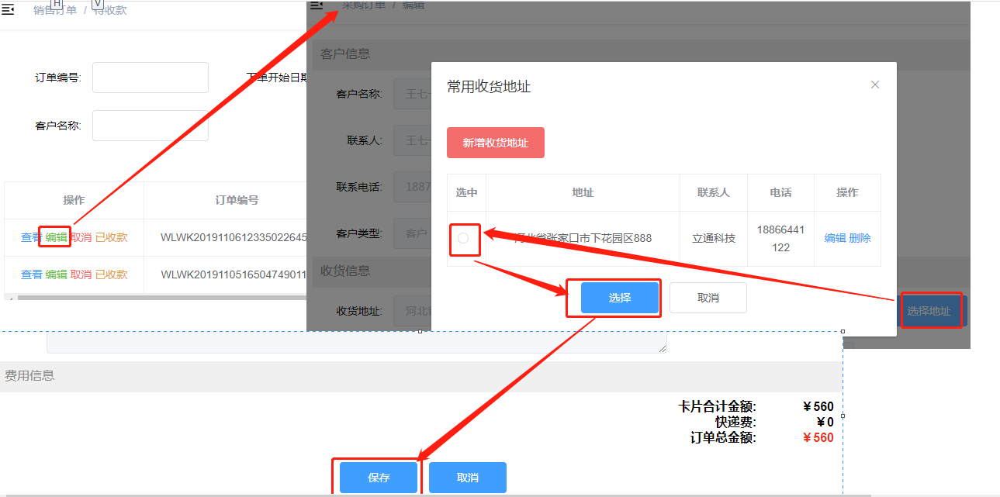 H
V
销售订单 / 待收款
采购订单 / 编辑
订单编号:
下单开始日期
客户名称:
操作
订单编号
查看 编辑 取消 已收款
WLWK2019110612335022645
查看 编辑 取消 已收款
WLWK2019110516504749011
客户信息
客户名称:
王七
联系人:
王七
联系电话:
1887
客户类型:
客户
收货信息
收货地址:
河北
选择地址
常用收货地址
新增收货地址
选中
地址
联系人
电话
操作
河北省张家口市下花园区888
立通科技
18866441
122
编辑 删除
选择
取消
费用信息
卡片合计金额: ￥560
快递费: ￥0
订单总金额: ￥560
保存
取消